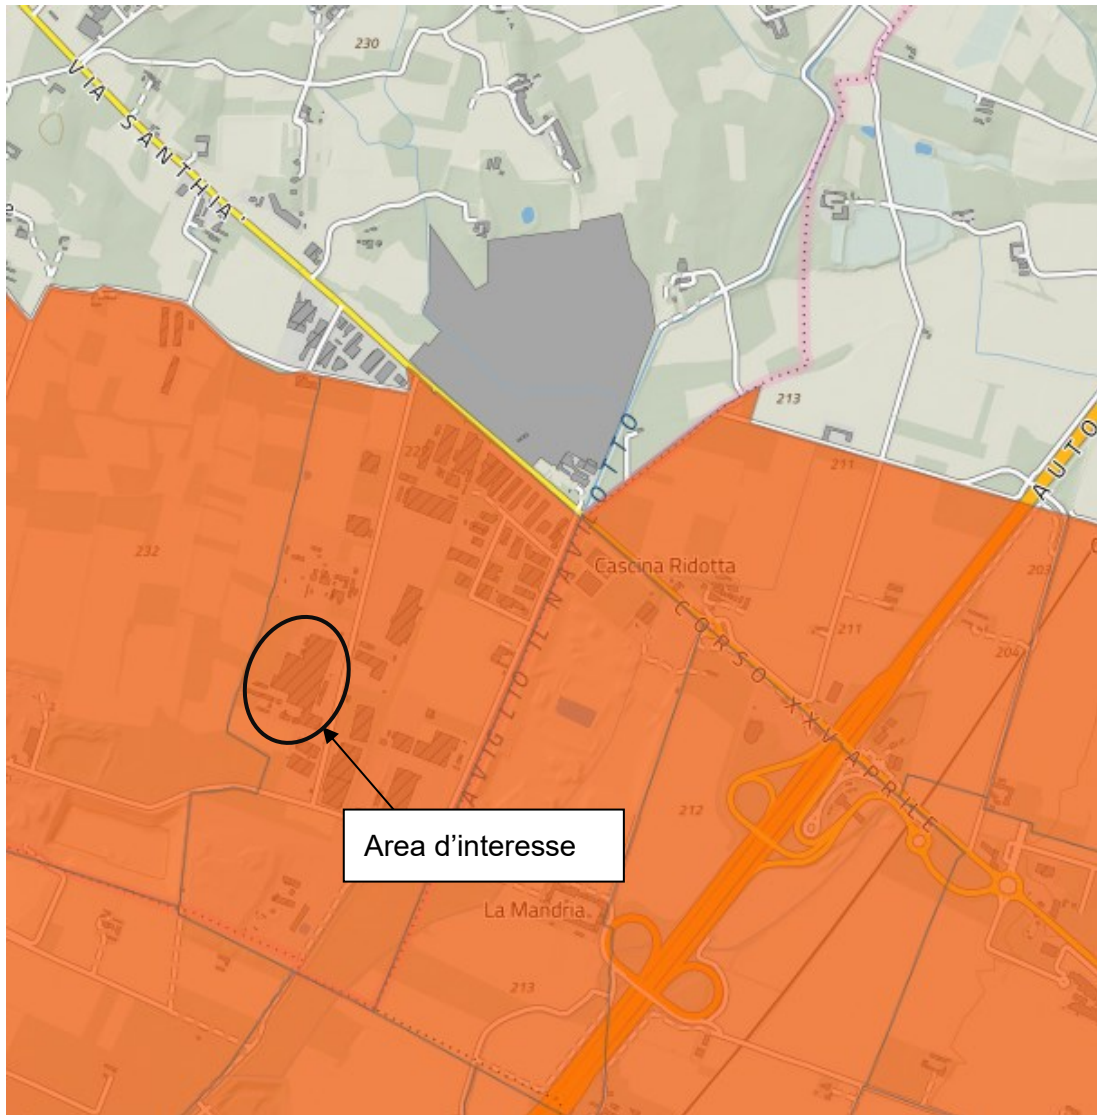 230
VIA SANTHIA'
213
211
AUTO
232
Cascina Ridotta
203
CORSO XXV APRILE
211
204
NAVIGLIO IL NAVILOTTO
212
Area d'interesse
La Mandria
213